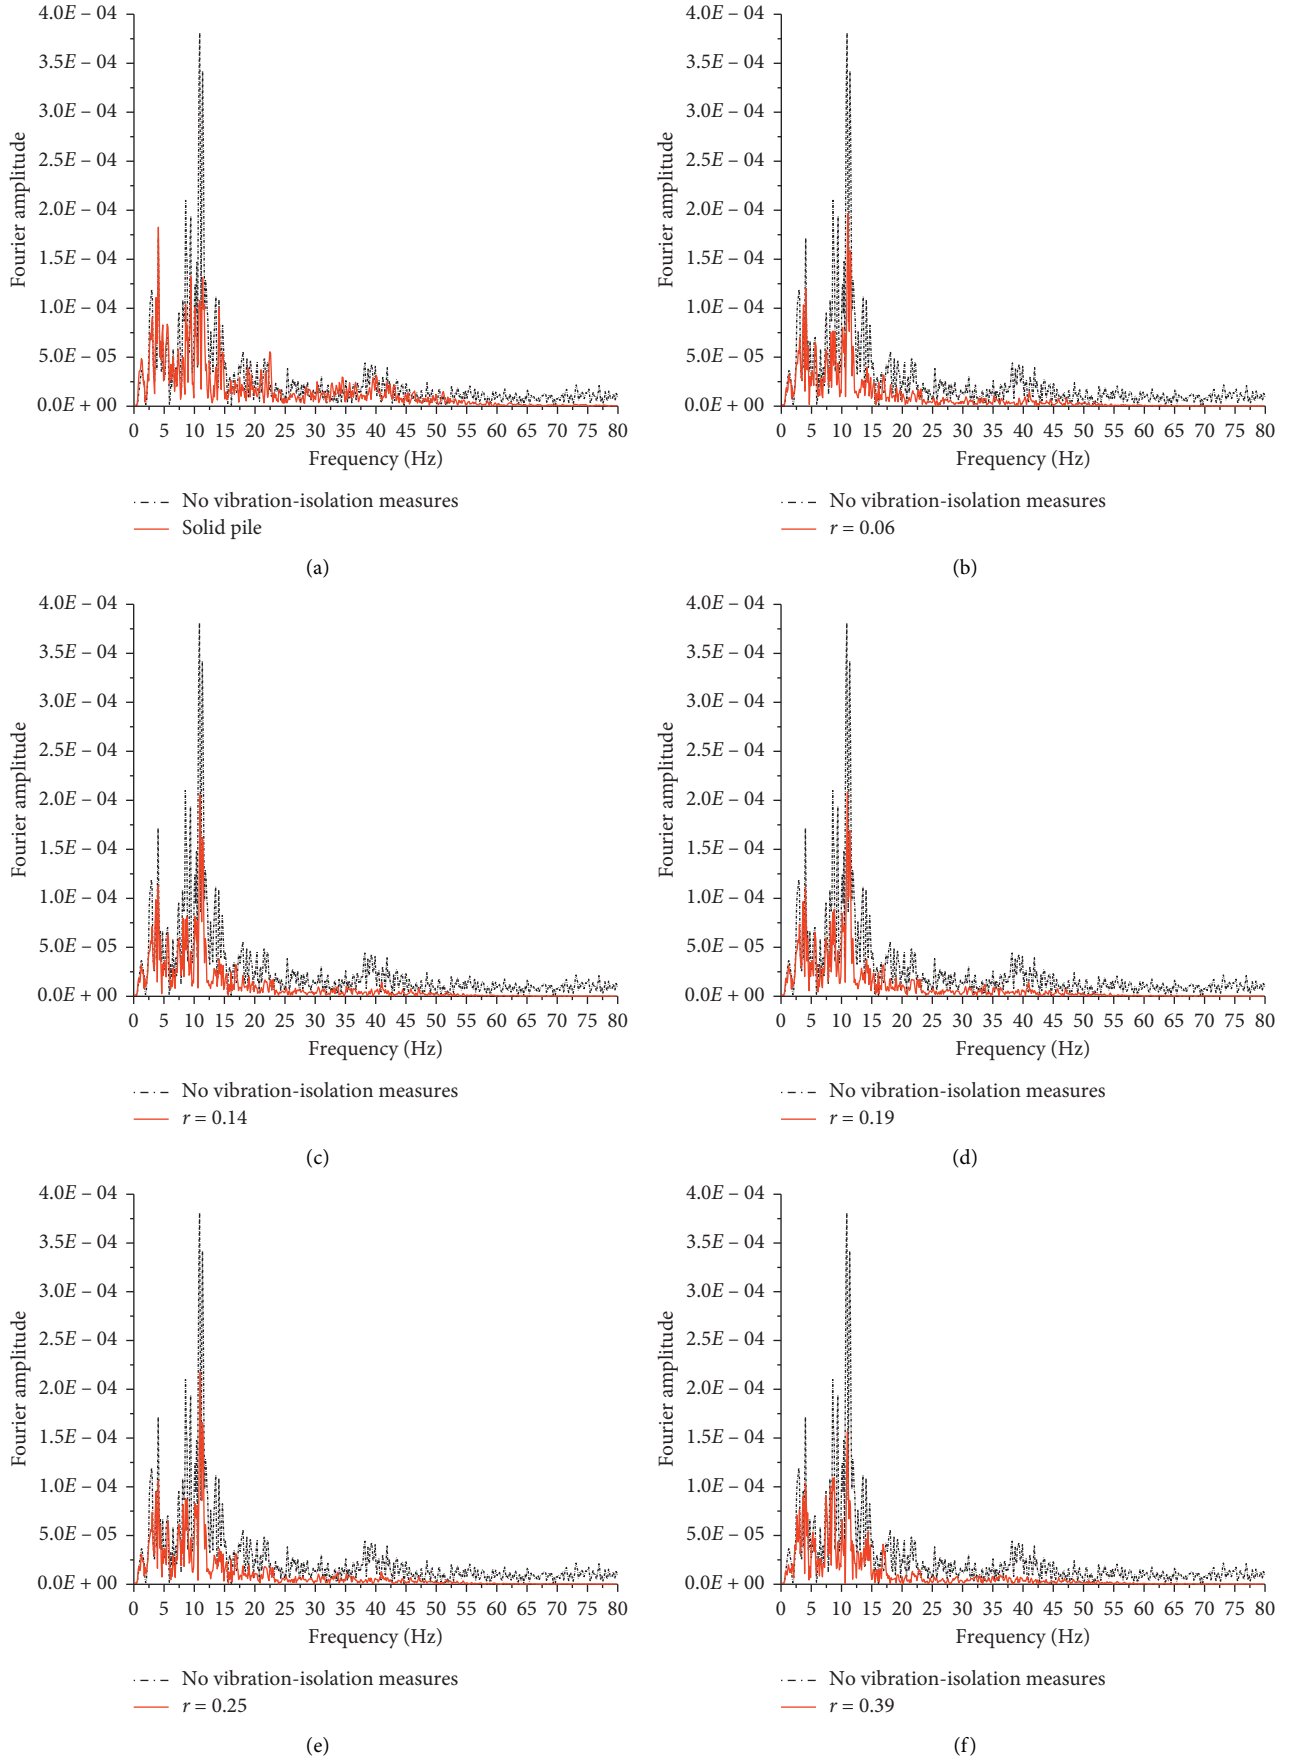 4.0E – 04
3.5E – 04
3.0E – 04
2.5E – 04
2.0E – 04
1.5E – 04
1.0E – 04
5.0E – 05
0.0E + 00
Fourier amplitude
0 5 10 15 20 25 30 35 40 45 50 55 60 65 70 75 80
Frequency (Hz)
No vibration-isolation measures
Solid pile
(a)
4.0E – 04
3.5E – 04
3.0E – 04
2.5E – 04
2.0E – 04
1.5E – 04
1.0E – 04
5.0E – 05
0.0E + 00
Fourier amplitude
0 5 10 15 20 25 30 35 40 45 50 55 60 65 70 75 80
Frequency (Hz)
No vibration-isolation measures
r = 0.06
(b)
4.0E – 04
3.5E – 04
3.0E – 04
2.5E – 04
2.0E – 04
1.5E – 04
1.0E – 04
5.0E – 05
0.0E + 00
Fourier amplitude
0 5 10 15 20 25 30 35 40 45 50 55 60 65 70 75 80
Frequency (Hz)
No vibration-isolation measures
r = 0.14
(c)
4.0E – 04
3.5E – 04
3.0E – 04
2.5E – 04
2.0E – 04
1.5E – 04
1.0E – 04
5.0E – 05
0.0E + 00
Fourier amplitude
0 5 10 15 20 25 30 35 40 45 50 55 60 65 70 75 80
Frequency (Hz)
No vibration-isolation measures
r = 0.19
(d)
4.0E – 04
3.5E – 04
3.0E – 04
2.5E – 04
2.0E – 04
1.5E – 04
1.0E – 04
5.0E – 05
0.0E + 00
Fourier amplitude
0 5 10 15 20 25 30 35 40 45 50 55 60 65 70 75 80
Frequency (Hz)
No vibration-isolation measures
r = 0.25
(e)
4.0E – 04
3.5E – 04
3.0E – 04
2.5E – 04
2.0E – 04
1.5E – 04
1.0E – 04
5.0E – 05
0.0E + 00
Fourier amplitude
0 5 10 15 20 25 30 35 40 45 50 55 60 65 70 75 80
Frequency (Hz)
No vibration-isolation measures
r = 0.39
(f)